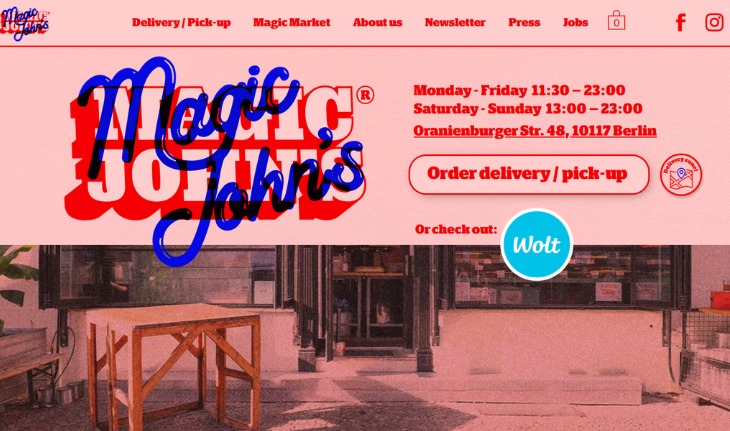 Magic John's
Delivery / Pick-up
Magic Market
About us
Newsletter
Press
Jobs
0
MAGIC
JOHN'S
Magic
John's
®
Monday - Friday 11:30 – 23:00
Saturday - Sunday 13:00 – 23:00
Oranienburger Str. 48, 10117 Berlin
Order delivery / pick-up
Delivery zone?
Or check out:
Wolt